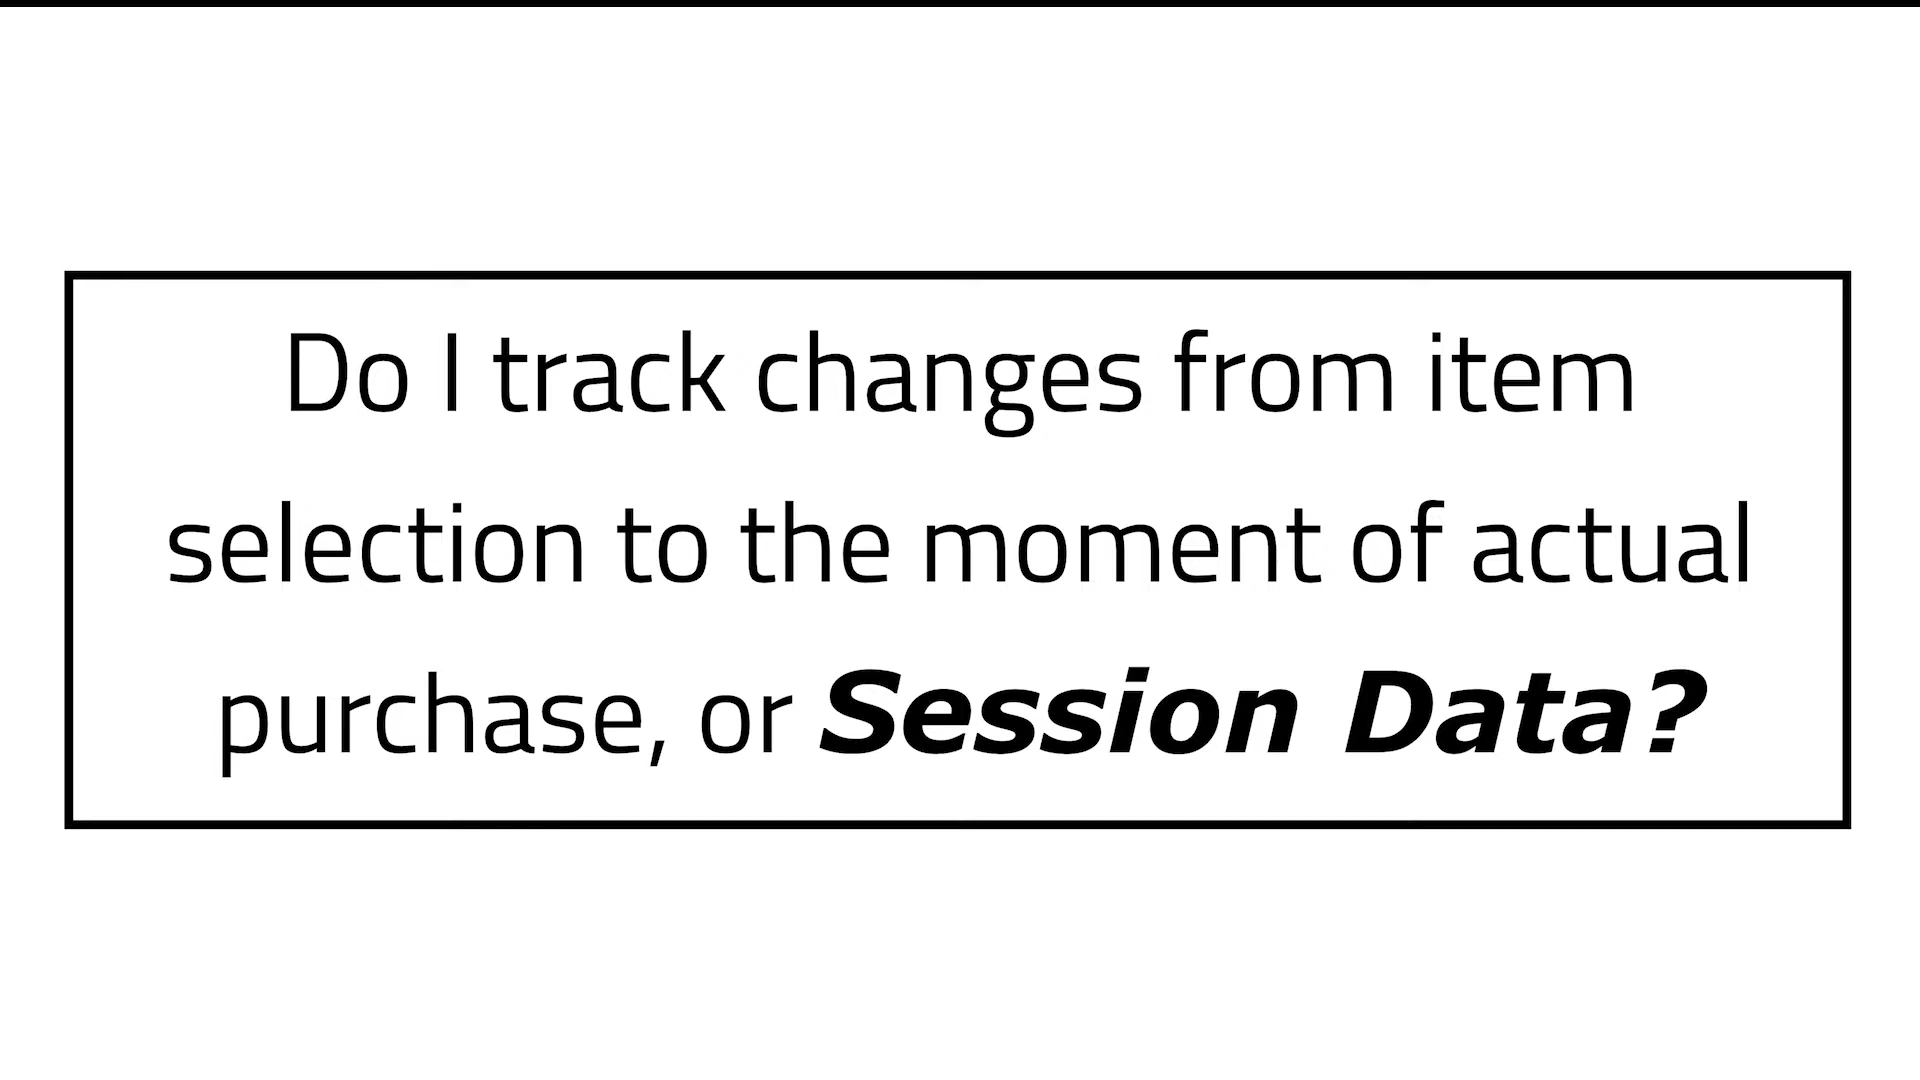 Do I track changes from item
selection to the moment of actual
purchase, or Session Data?